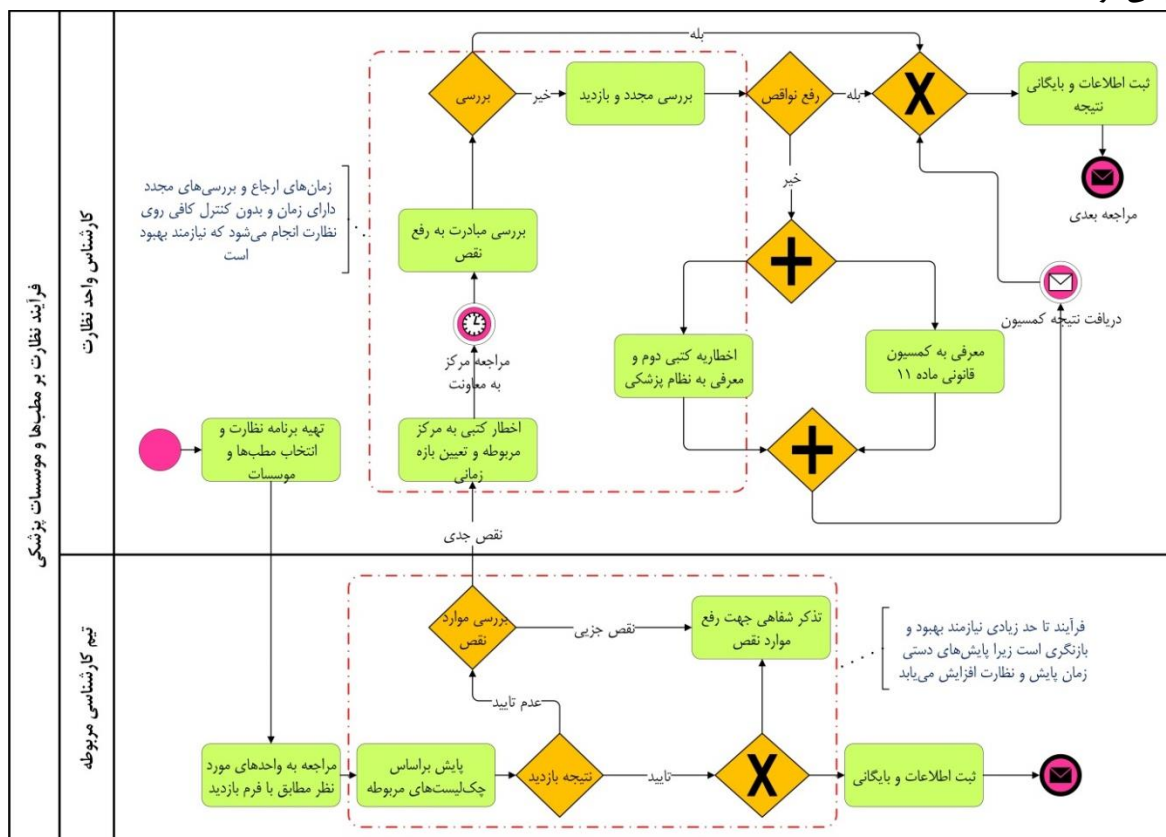 فرآیند نظارت بر مطب‌ها و موسسات پزشکی
کارشناس واحد نظارت
بله
بررسی
خیر
بررسی مجدد و بازدید
رفع نواقص
بله
ثبت اطلاعات و بایگانی
نتیجه
مراجعه بعدی
خیر
زمان‌های ارجاع و بررسی‌های مجدد
دارای زمان و بدون کنترل کافی روی
نظارت انجام می‌شود که نیازمند بهبود
است
بررسی مبادرت به رفع
نقص
مراجعه مرکز
به معاونت
دریافت نتیجه کمسیون
اخطاریه کتبی دوم و
معرفی به نظام پزشکی
معرفی به کمسیون
قانونی ماده ۱۱
تهیه برنامه نظارت و
انتخاب مطب‌ها و
موسسات
اخطار کتبی به مرکز
مربوطه و تعیین بازه
زمانی
نقص جدی
تیم کارشناسی مربوطه
بررسی موارد
نقص
نقص جزیی
تذکر شفاهی جهت رفع
موارد نقص
فرآیند تا حد زیادی نیازمند بهبود و
بازنگری است زیرا پایش‌های دستی
زمان پایش و نظارت افزایش می‌یابد
عدم تایید
مراجعه به واحدهای مورد
نظر مطابق با فرم بازدید
پایش براساس
چک‌لیست‌های مربوطه
نتیجه بازدید
تایید
ثبت اطلاعات و بایگانی